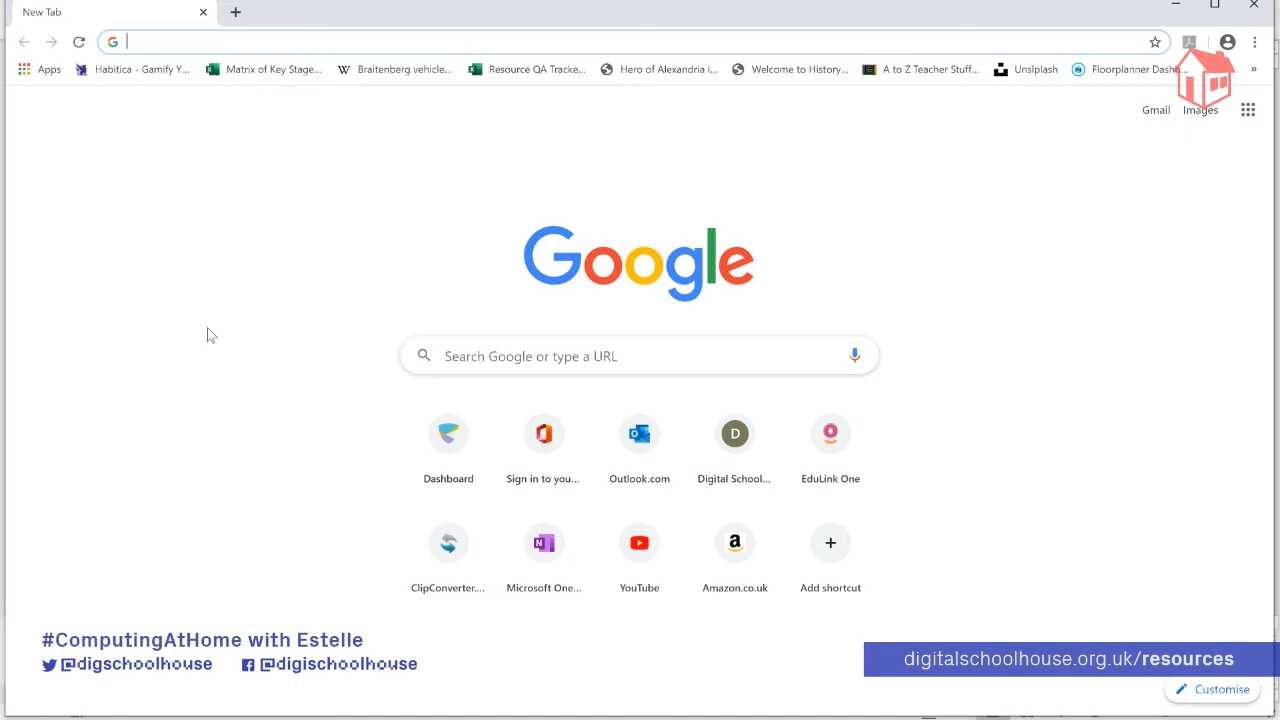 New Tab
Apps Habitica - Gamify Y... Matrix of Key Stage... Braitenberg vehicle... Resource QA Tracke... Hero of Alexandria i... Welcome to History... A to Z Teacher Stuff... Unsplash Floorplanner Dashb... »
Gmail Images
Google
Search Google or type a URL
Dashboard Sign in to you... Outlook.com Digital School... EduLink One
ClipConverter.... Microsoft One... YouTube Amazon.co.uk Add shortcut
#ComputingAtHome with Estelle
@digschoolhouse @digischoolhouse
digitalschoolhouse.org.uk/resources
Customise